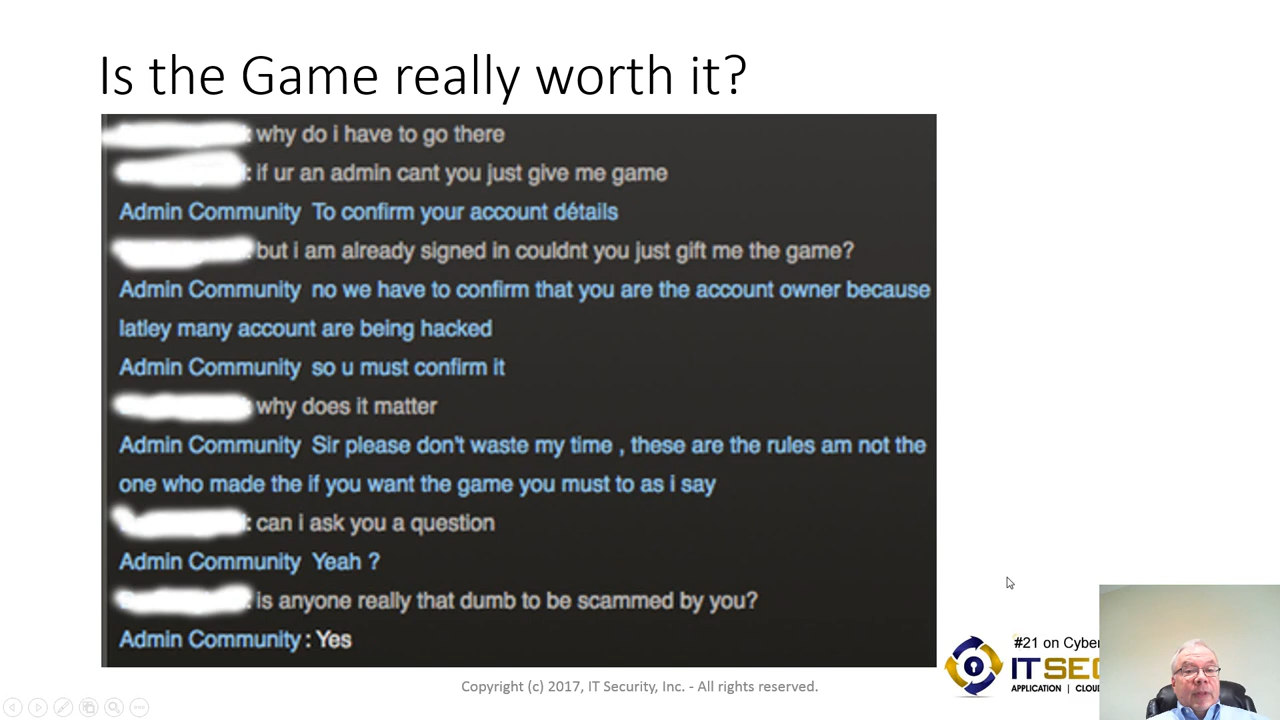 Is the Game really worth it?
: why do i have to go there
: if ur an admin cant you just give me game
Admin Community To confirm your account détails
: but i am already signed in couldnt you just gift me the game?
Admin Community no we have to confirm that you are the account owner because
latley many account are being hacked
Admin Community so u must confirm it
why does it matter
Admin Community Sir please don't waste my time , these are the rules am not the
one who made the if you want the game you must to as i say
: can i ask you a question
Admin Community Yeah ?
: is anyone really that dumb to be scammed by you?
Admin Community : Yes
#21 on Cyber
IT SEC
APPLICATION | CLOUD
Copyright (c) 2017, IT Security, Inc. - All rights reserved.